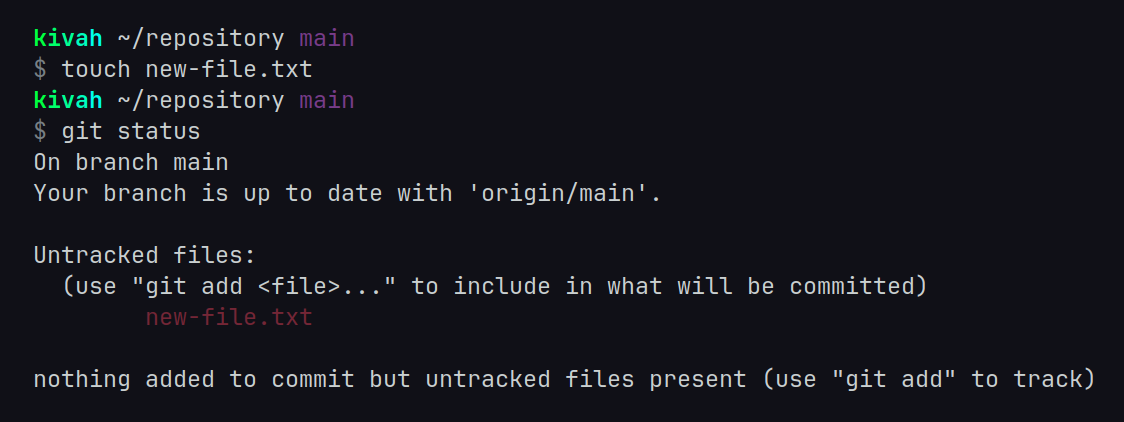 kivah ~/repository main
$ touch new-file.txt
kivah ~/repository main
$ git status
On branch main
Your branch is up to date with 'origin/main'.

Untracked files:
  (use "git add <file>..." to include in what will be committed)
        new-file.txt

nothing added to commit but untracked files present (use "git add" to track)